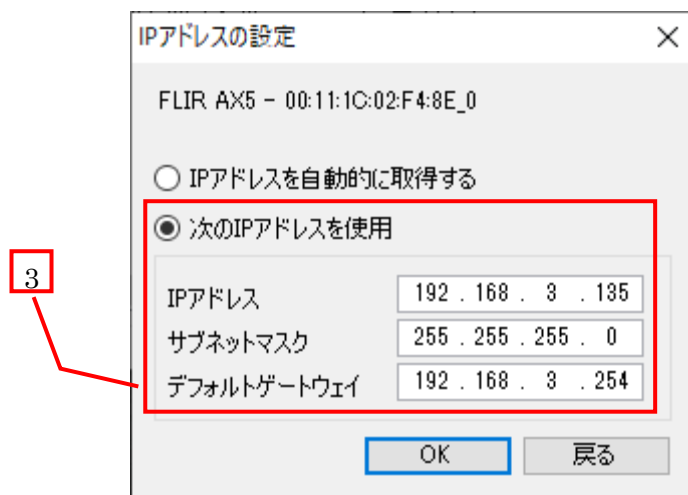 IPアドレスの設定
FLIR AX5 - 00:11:1C:02:F4:8E_0
IPアドレスを自動的に取得する
次のIPアドレスを使用
3
IPアドレス 192 . 168 . 3 . 135
サブネットマスク 255 . 255 . 255 . 0
デフォルトゲートウェイ 192 . 168 . 3 . 254
OK 戻る